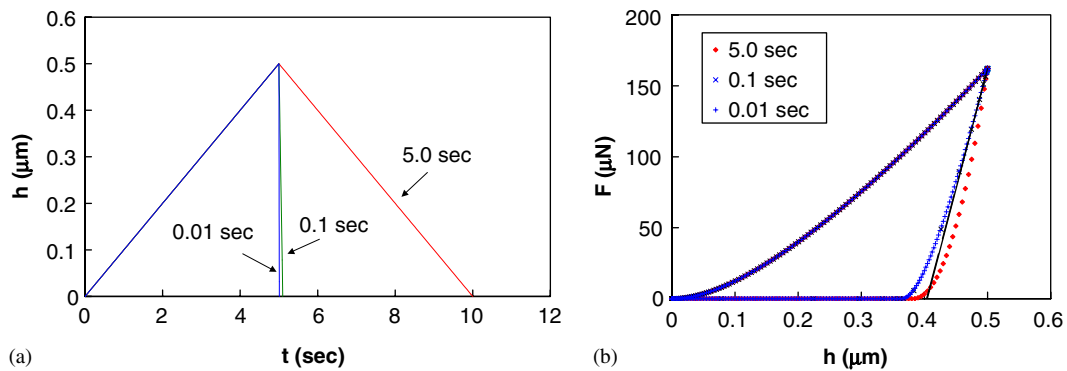 0.6
0.5
0.4
0.3
0.2
0.1
0
h (μm)
5.0 sec
0.01 sec
0.1 sec
0 2 4 6 8 10 12
(a)
t (sec)
200
150
100
50
0
F (μN)
5.0 sec
0.1 sec
0.01 sec
0 0.1 0.2 0.3 0.4 0.5 0.6
(b)
h (μm)